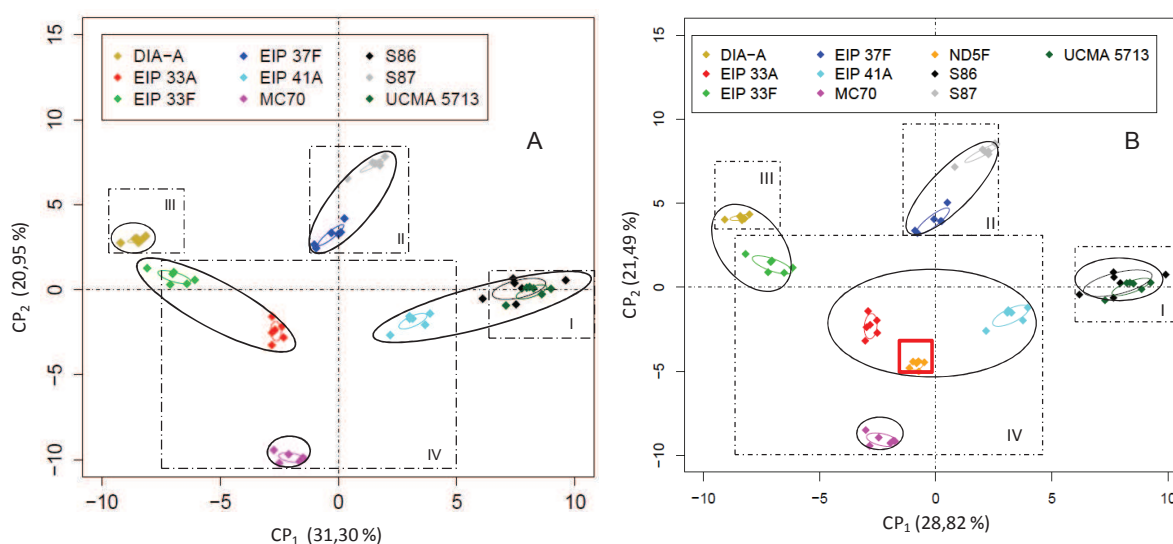 DIA−A EIP 37F S86
EIP 33A EIP 41A S87
EIP 33F MC70 UCMA 5713
A
III
II
I
IV
15
10
5
0
−5
−10
CP2 (20,95 %)
−10 −5 0 5 10
CP1 (31,30 %)
DIA−A EIP 37F ND5F UCMA 5713
EIP 33A EIP 41A S86
EIP 33F MC70 S87
B
III
II
I
IV
15
10
5
0
−5
−10
CP2 (21,49 %)
−10 −5 0 5 10
CP1 (28,82 %)